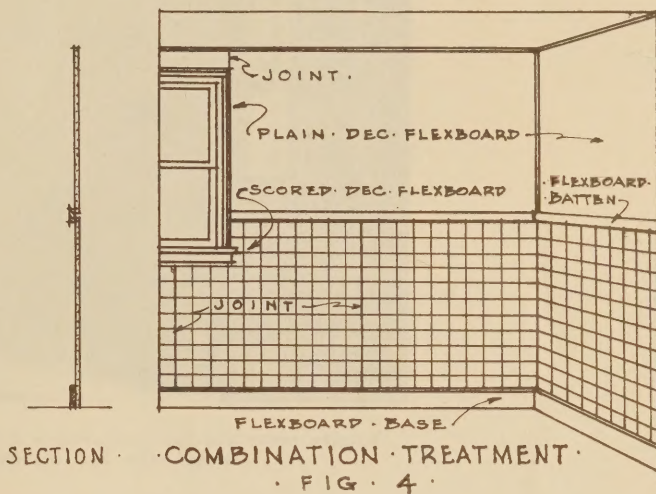 JOINT ·
PLAIN · DEC · FLEXBOARD
· FLEXBOARD ·
BATTEN
SCORED · DEC · FLEXBOARD
JOINT
FLEXBOARD · BASE
SECTION · · COMBINATION · TREATMENT ·
· FIG · 4 ·